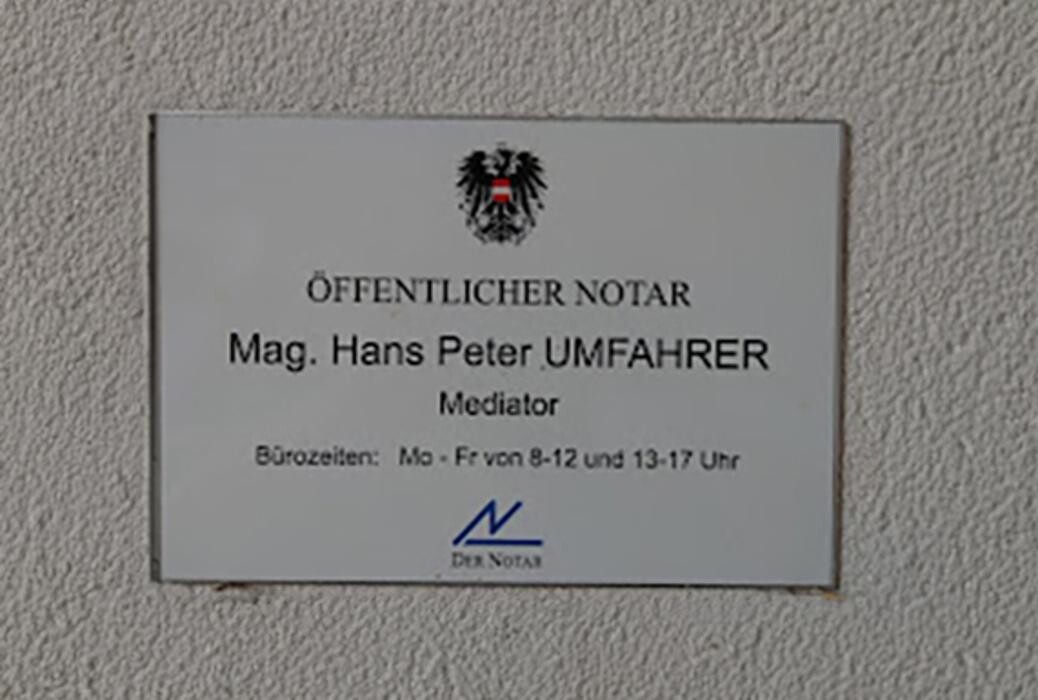 ÖFFENTLICHER NOTAR
Mag. Hans Peter UMFAHRER
Mediator
Bürozeiten: Mo - Fr von 8-12 und 13-17 Uhr
DER NOTAR